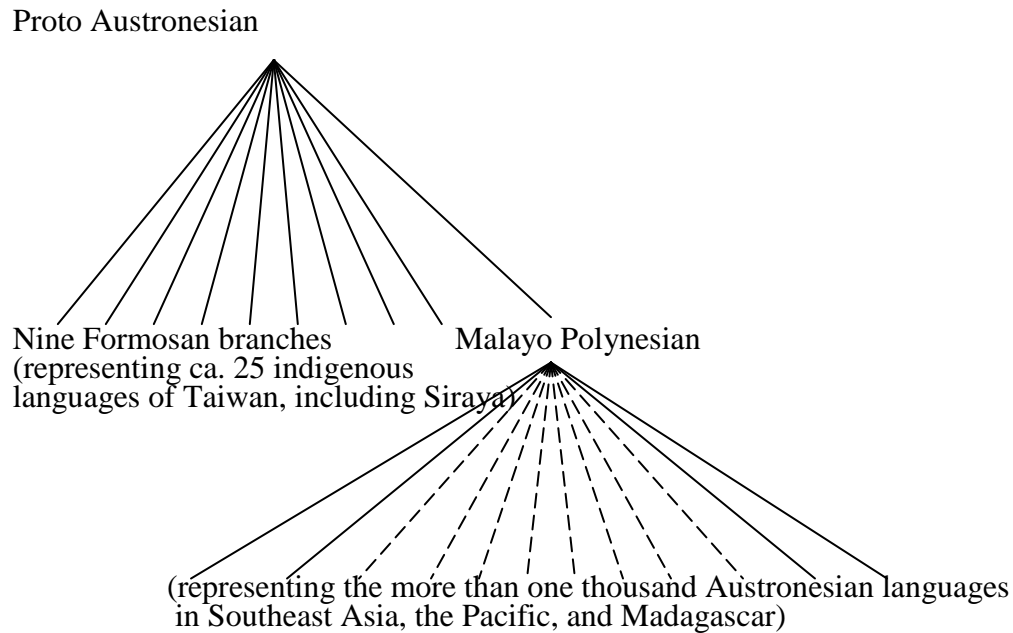 Proto Austronesian
Nine Formosan branches
(representing ca. 25 indigenous
languages of Taiwan, including Siraya)
Malayo Polynesian
(representing the more than one thousand Austronesian languages
in Southeast Asia, the Pacific, and Madagascar)